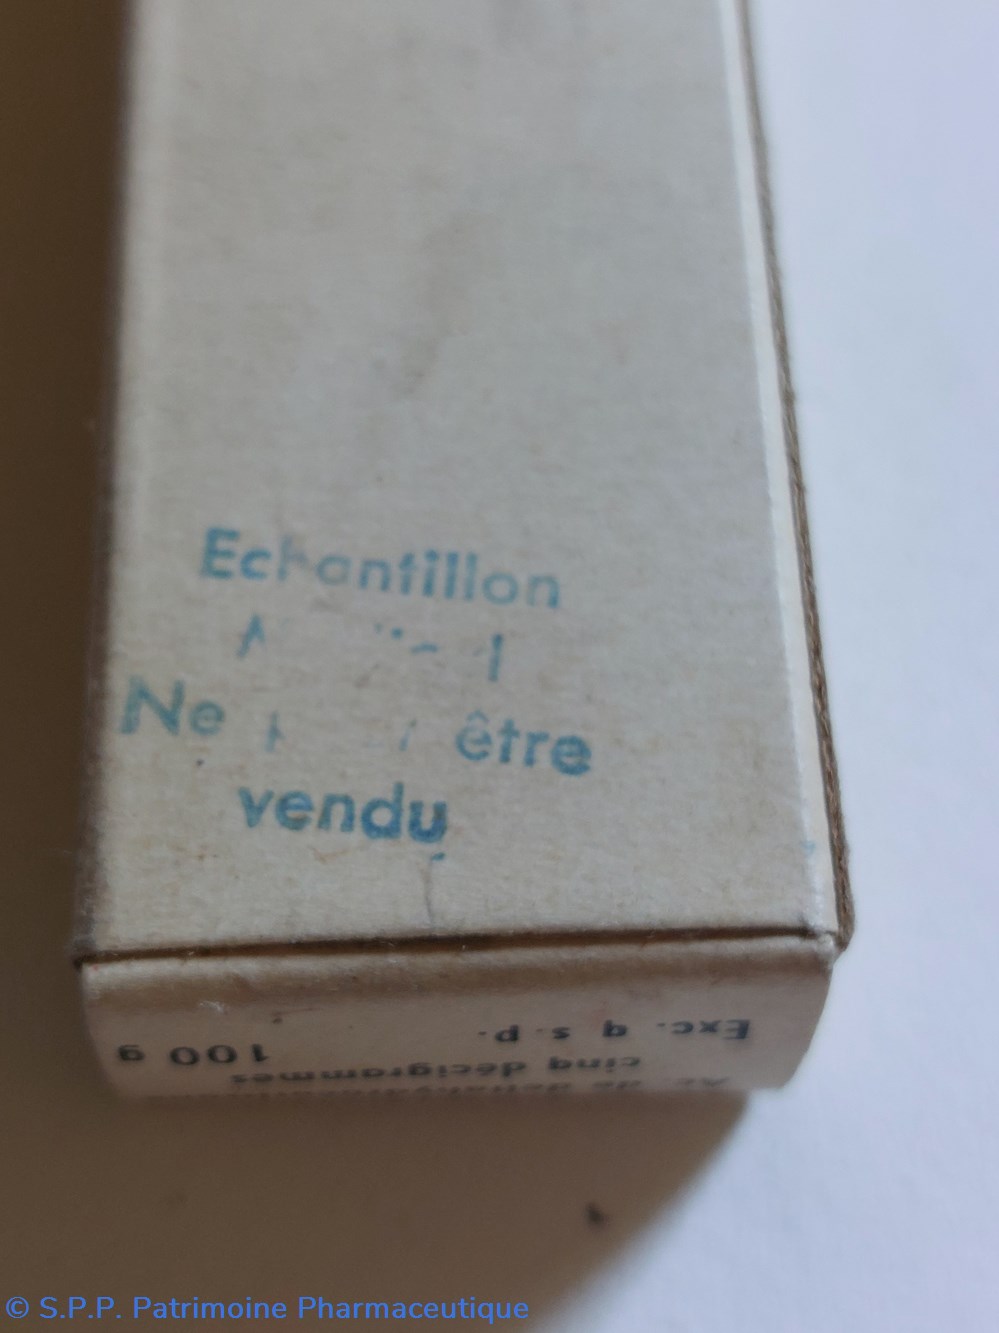 Echantillon
Ne être
vendu
Exc. q.s.p.
100 g
cinq décigrammes
© S.P.P. Patrimoine Pharmaceutique